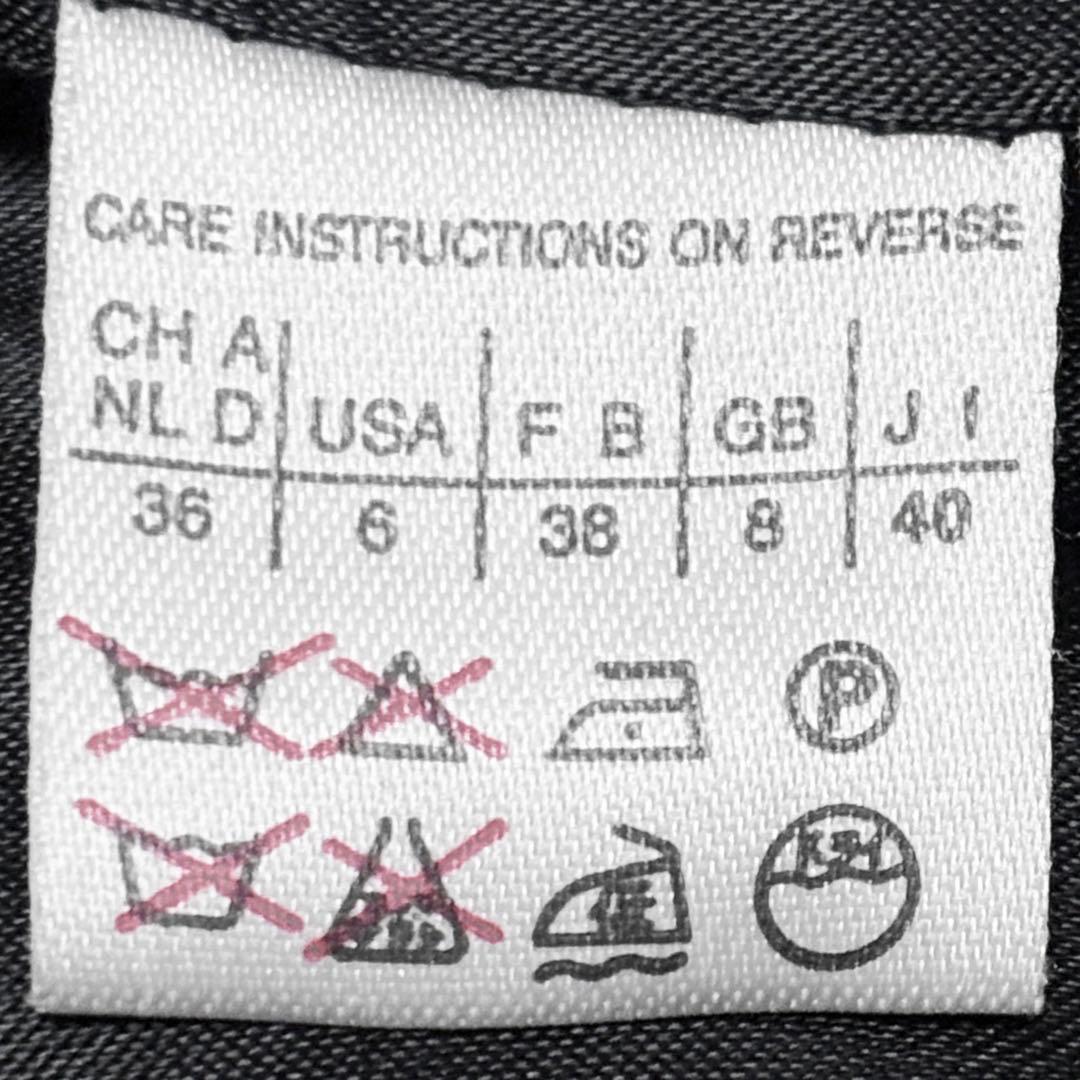 CARE INSTRUCTIONS ON REVERSE
CH A
NL D USA F B GB J I
36 6 38 8 40
P